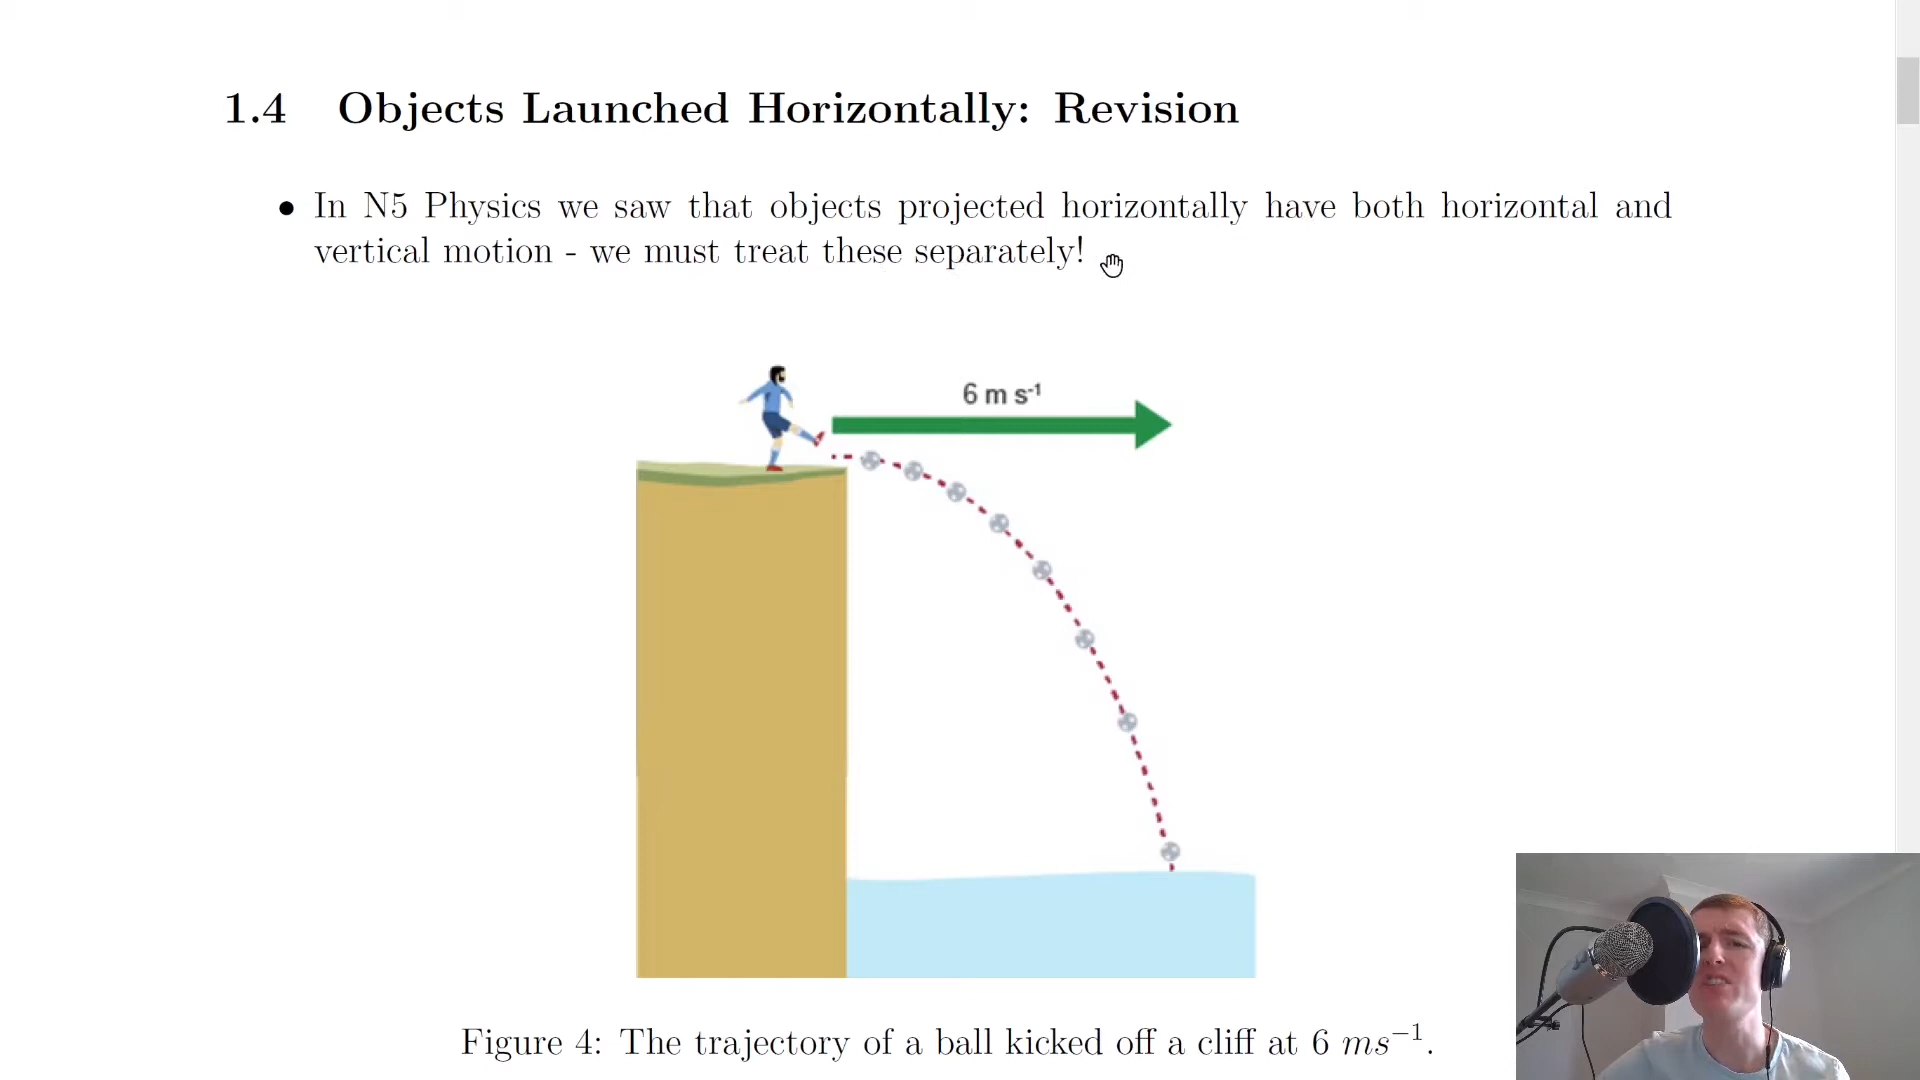 1.4 Objects Launched Horizontally: Revision
• In N5 Physics we saw that objects projected horizontally have both horizontal and
vertical motion - we must treat these separately!
6 m s⁻¹
Figure 4: The trajectory of a ball kicked off a cliff at 6 ms⁻¹.